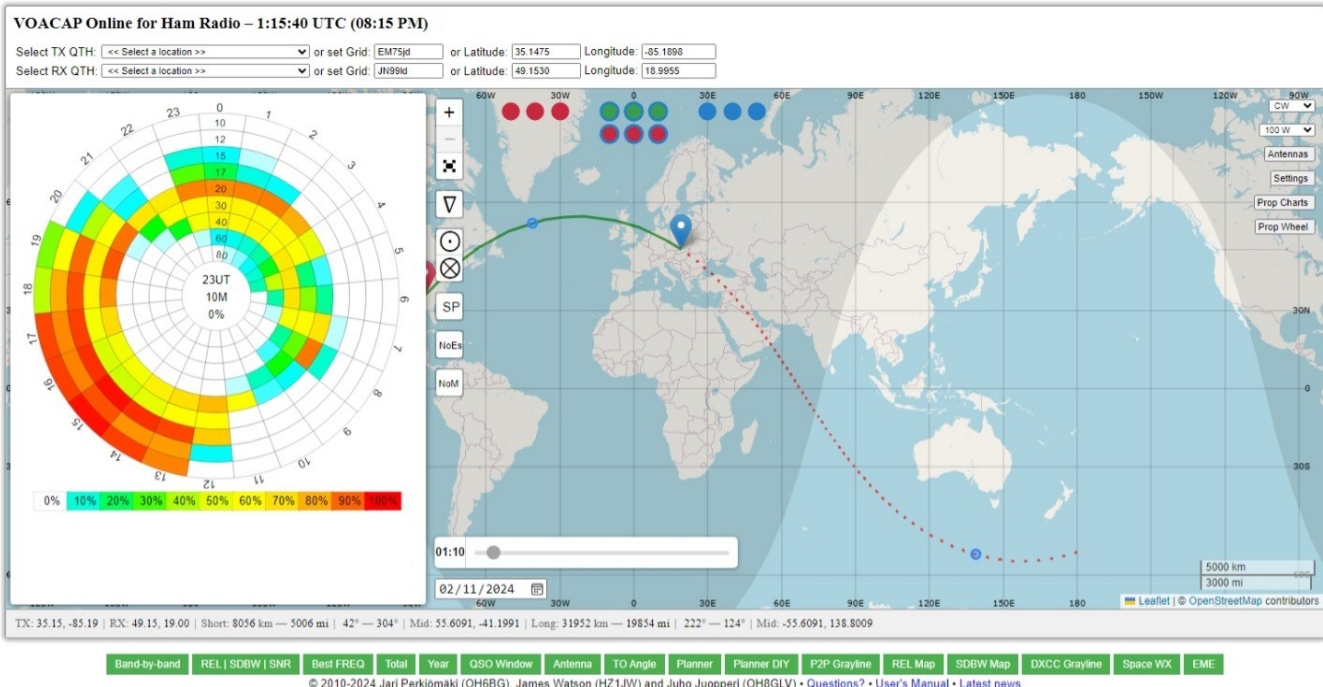 VOACAP Online for Ham Radio – 1:15:40 UTC (08:15 PM)
Select TX QTH: << Select a location >> or set Grid: EM75jd or Latitude: 35.1475 Longitude: -85.1898
Select RX QTH: << Select a location >> or set Grid: JN99ld or Latitude: 49.1530 Longitude: 18.9955
60W 30W 0 30E 60E 90E 120E 150E 180 150W 120W 90W
CW
100 W
Antennas
Settings
Prop Charts
Prop Wheel
+
−
SP
NoEs
NoM
0 1 2 3 4 5 6 7 8 9 10 11 12 13 14 15 16 17 18 19 20 21 22 23
10
12
15
17
20
30
40
60
80
23UT
10M
0%
0% 10% 20% 30% 40% 50% 60% 70% 80% 90% 100%
30N
0
30S
01:10
02/11/2024
5000 km
3000 mi
60W 30W 0 30E 60E 90E 120E 150E 180
Leaflet | © OpenStreetMap contributors
TX: 35.15, -85.19 | RX: 49.15, 19.00 | Short: 8056 km — 5006 mi | 42° — 304° | Mid: 55.6091, -41.1991 | Long: 31952 km — 19854 mi | 222° — 124° | Mid: -55.6091, 138.8009
Band-by-band REL | SDBW | SNR Best FREQ Total Year QSO Window Antenna TO Angle Planner Planner DIY P2P Grayline REL Map SDBW Map DXCC Grayline Space WX EME
© 2010-2024 Jari Perkiömäki (OH6BG), James Watson (HZ1JW) and Juho Juopperi (OH8GLV) • Questions? • User's Manual • Latest news